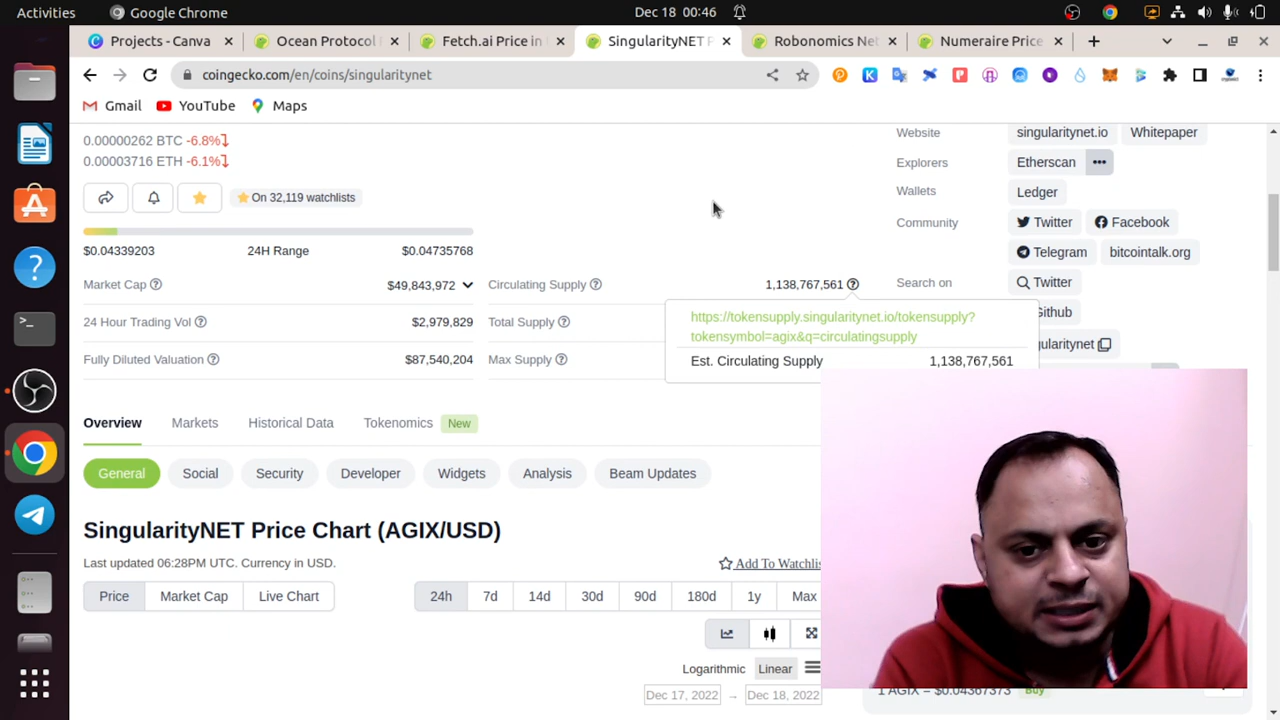 Activities
Google Chrome
Dec 18 00:46
Projects - Canva
Ocean Protocol
Fetch.ai Price in
SingularityNET P
Robonomics Net
Numeraire Price
coingecko.com/en/coins/singularitynet
Gmail
YouTube
Maps
0.00000262 BTC -6.8%
0.00003716 ETH -6.1%
On 32,119 watchlists
$0.04339203
24H Range
$0.04735768
Market Cap
$49,843,972
24 Hour Trading Vol
$2,979,829
Fully Diluted Valuation
$87,540,204
Circulating Supply
1,138,767,561
Total Supply
Max Supply
https://tokensupply.singularitynet.io/tokensupply?
tokensymbol=agix&q=circulatingsupply
Est. Circulating Supply
1,138,767,561
Website
singularitynet.io
Whitepaper
Explorers
Etherscan
Wallets
Ledger
Community
Twitter
Facebook
Telegram
bitcointalk.org
Search on
Twitter
Github
gularitynet
Overview
Markets
Historical Data
Tokenomics
New
General
Social
Security
Developer
Widgets
Analysis
Beam Updates
SingularityNET Price Chart (AGIX/USD)
Last updated 06:28PM UTC. Currency in USD.
Add To Watchlis
Price
Market Cap
Live Chart
24h
7d
14d
30d
90d
180d
1y
Max
Logarithmic
Linear
Dec 17, 2022
→
Dec 18, 2022
1 AGIX = $0.04367373
Buy